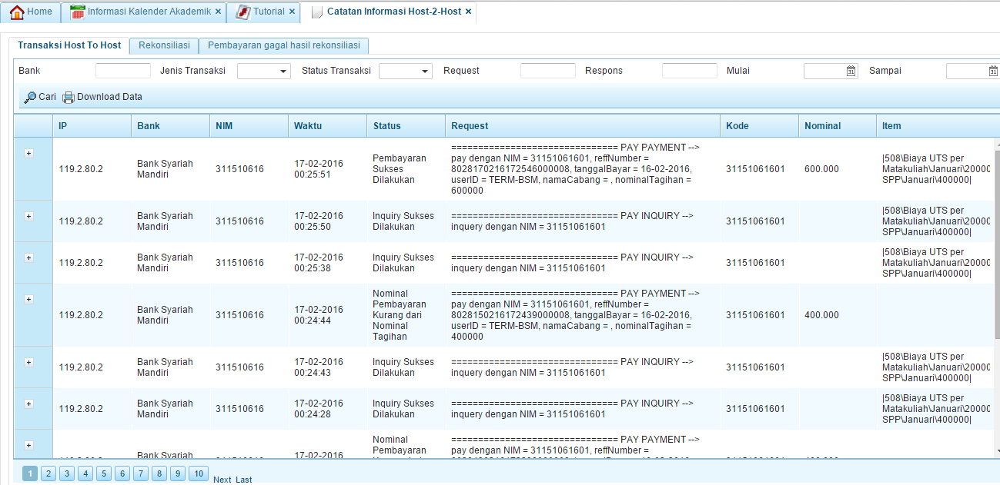 Home Informasi Kalender Akademik × Tutorial × Catatan Informasi Host-2-Host ×
Transaksi Host To Host Rekonsiliasi Pembayaran gagal hasil rekonsiliasi
Bank Jenis Transaksi Status Transaksi Request Respons Mulai 31 Sampai 31
Cari Download Data
IP Bank NIM Waktu Status Request Kode Nominal Item
+
119.2.80.2
Bank Syariah
Mandiri
311510616
17-02-2016
00:25:51
Pembayaran
Sukses
Dilakukan
=============================== PAY PAYMENT -->
pay dengan NIM = 31151061601, reffNumber =
8028170216172546000008, tanggalBayar = 16-02-2016,
userID = TERM-BSM, namaCabang = , nominalTagihan =
600000
31151061601
600.000
|508\Biaya UTS per
Matakuliah\Januari\20000
SPP\Januari\400000|
+
119.2.80.2
Bank Syariah
Mandiri
311510616
17-02-2016
00:25:50
Inquiry Sukses
Dilakukan
=============================== PAY INQUIRY -->
inquery dengan NIM = 31151061601
31151061601
|508\Biaya UTS per
Matakuliah\Januari\20000
SPP\Januari\400000|
+
119.2.80.2
Bank Syariah
Mandiri
311510616
17-02-2016
00:25:38
Inquiry Sukses
Dilakukan
=============================== PAY INQUIRY -->
inquery dengan NIM = 31151061601
31151061601
|508\Biaya UTS per
Matakuliah\Januari\20000
SPP\Januari\400000|
+
119.2.80.2
Bank Syariah
Mandiri
311510616
17-02-2016
00:24:44
Nominal
Pembayaran
Kurang dari
Nominal
Tagihan
=============================== PAY PAYMENT -->
pay dengan NIM = 31151061601, reffNumber =
8028150216172439000008, tanggalBayar = 16-02-2016,
userID = TERM-BSM, namaCabang = , nominalTagihan =
400000
31151061601
400.000
+
119.2.80.2
Bank Syariah
Mandiri
311510616
17-02-2016
00:24:43
Inquiry Sukses
Dilakukan
=============================== PAY INQUIRY -->
inquery dengan NIM = 31151061601
31151061601
|508\Biaya UTS per
Matakuliah\Januari\20000
SPP\Januari\400000|
+
119.2.80.2
Bank Syariah
Mandiri
311510616
17-02-2016
00:24:28
Inquiry Sukses
Dilakukan
=============================== PAY INQUIRY -->
inquery dengan NIM = 31151061601
31151061601
|508\Biaya UTS per
Matakuliah\Januari\20000
SPP\Januari\400000|
+
Bank Syariah
17-02-2016
Nominal
Pembayaran
=============================== PAY PAYMENT -->
pay dengan NIM = 31151061601, reffNumber =
1 2 3 4 5 6 7 8 9 10 Next Last